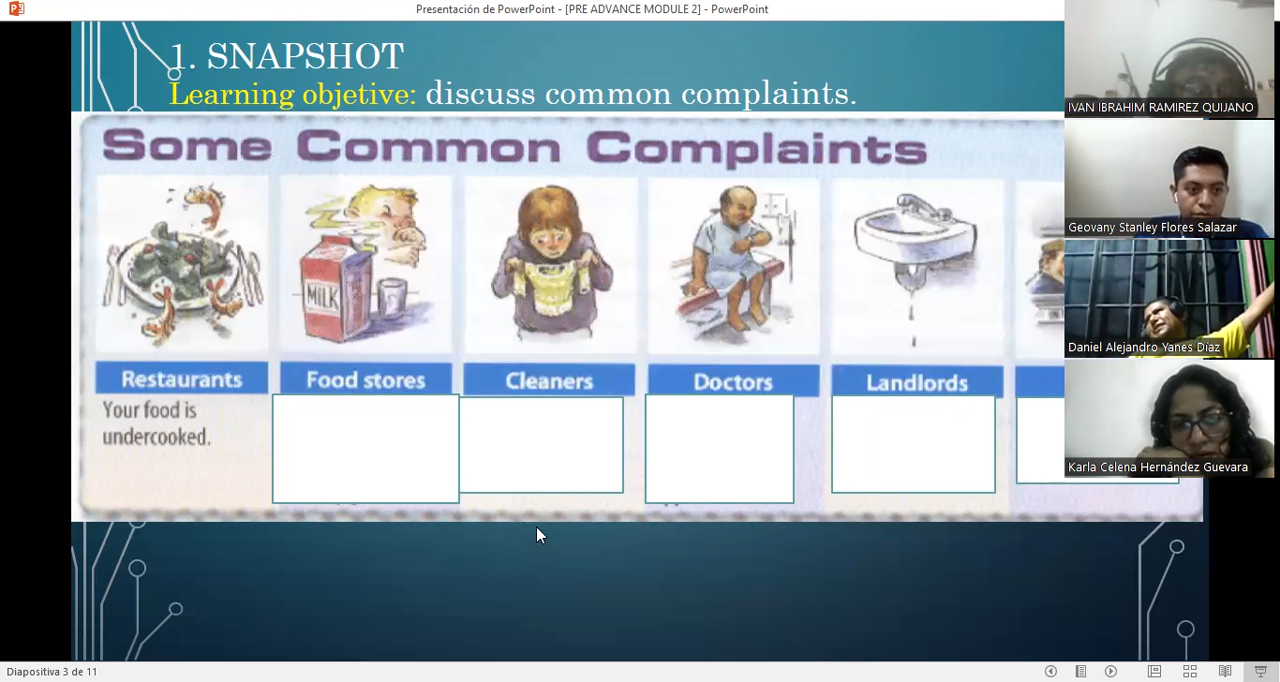 Presentación de PowerPoint - [PRE ADVANCE MODULE 2] - PowerPoint
1. SNAPSHOT
Learning objetive: discuss common complaints.
Some Common Complaints
MILK
Restaurants
Food stores
Cleaners
Doctors
Landlords
Your food is
undercooked.
IVAN IBRAHIM RAMIREZ QUIJANO
Geovany Stanley Flores Salazar
Daniel Alejandro Yanes Díaz
Karla Celena Hernández Guevara
Diapositiva 3 de 11